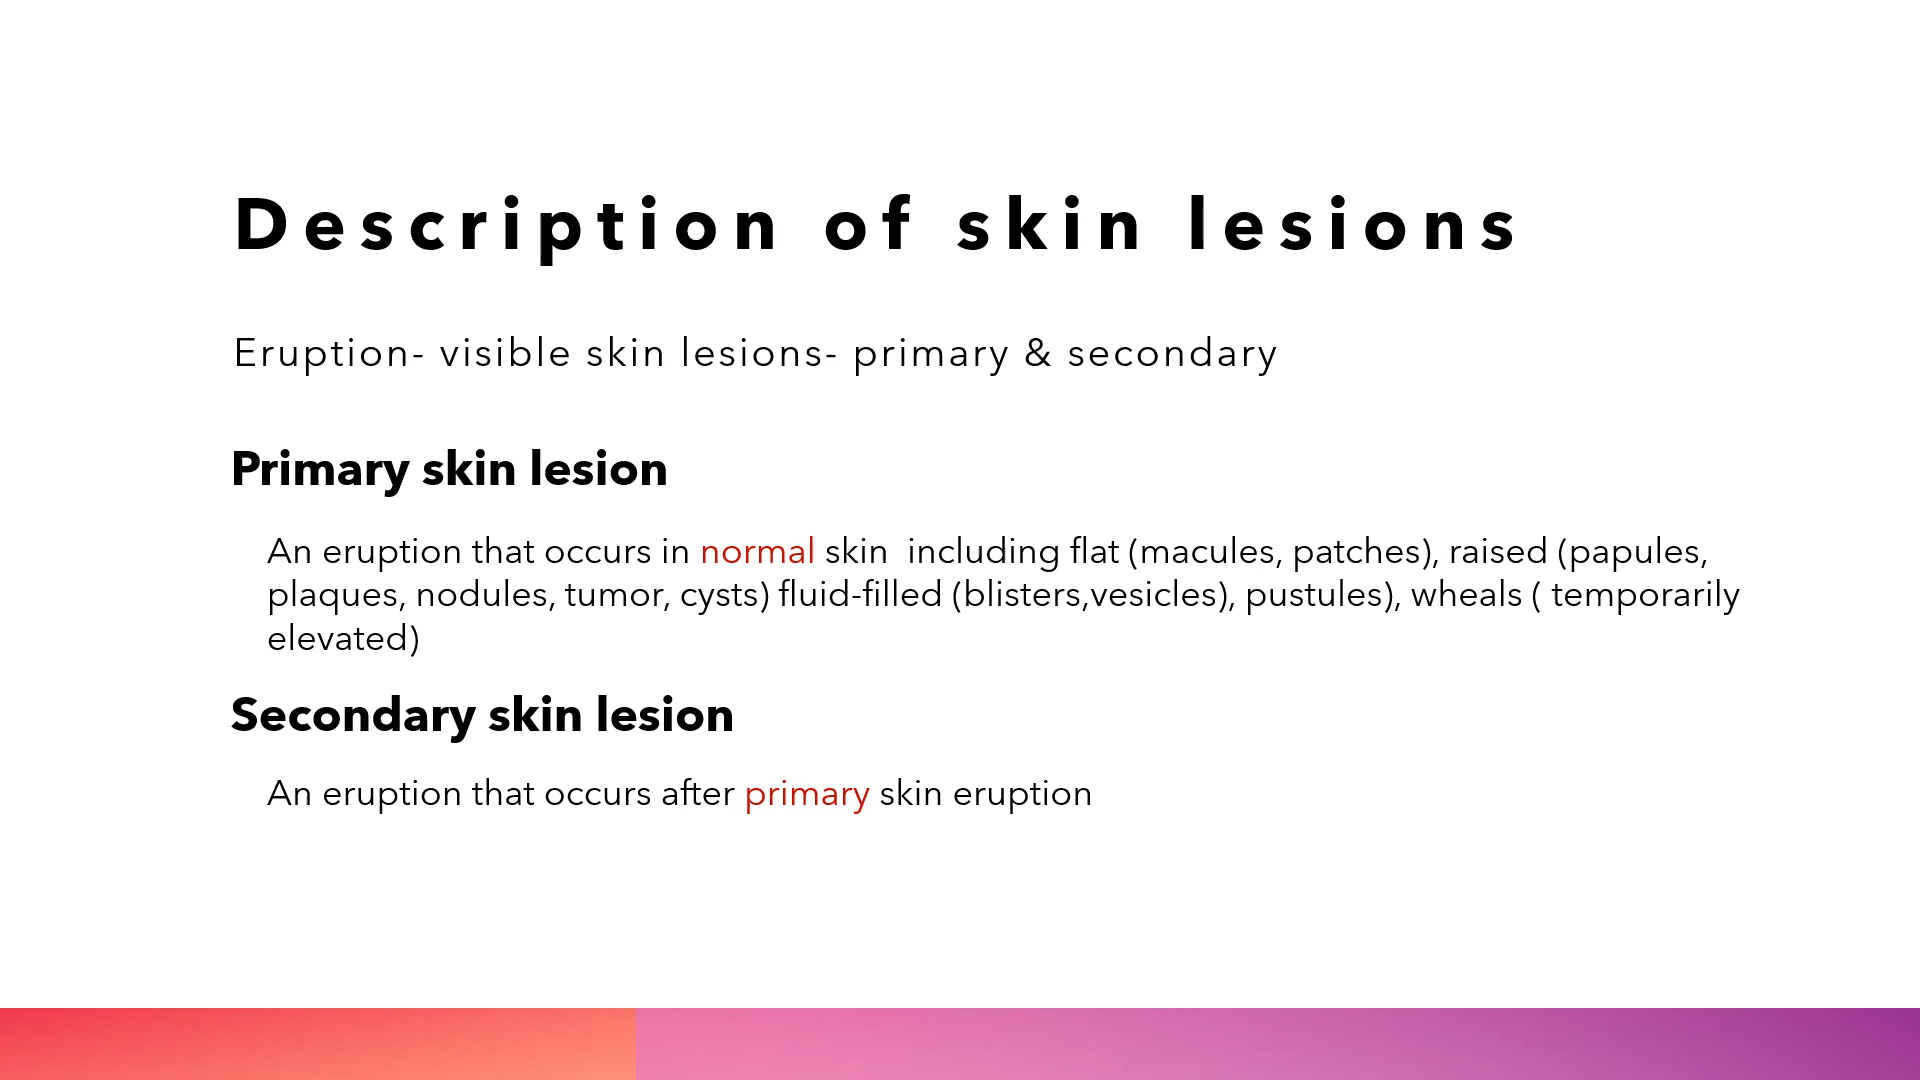 Description of skin lesions
Eruption- visible skin lesions- primary & secondary
Primary skin lesion
An eruption that occurs in normal skin  including flat (macules, patches), raised (papules,
plaques, nodules, tumor, cysts) fluid-filled (blisters,vesicles), pustules), wheals ( temporarily
elevated)
Secondary skin lesion
An eruption that occurs after primary skin eruption